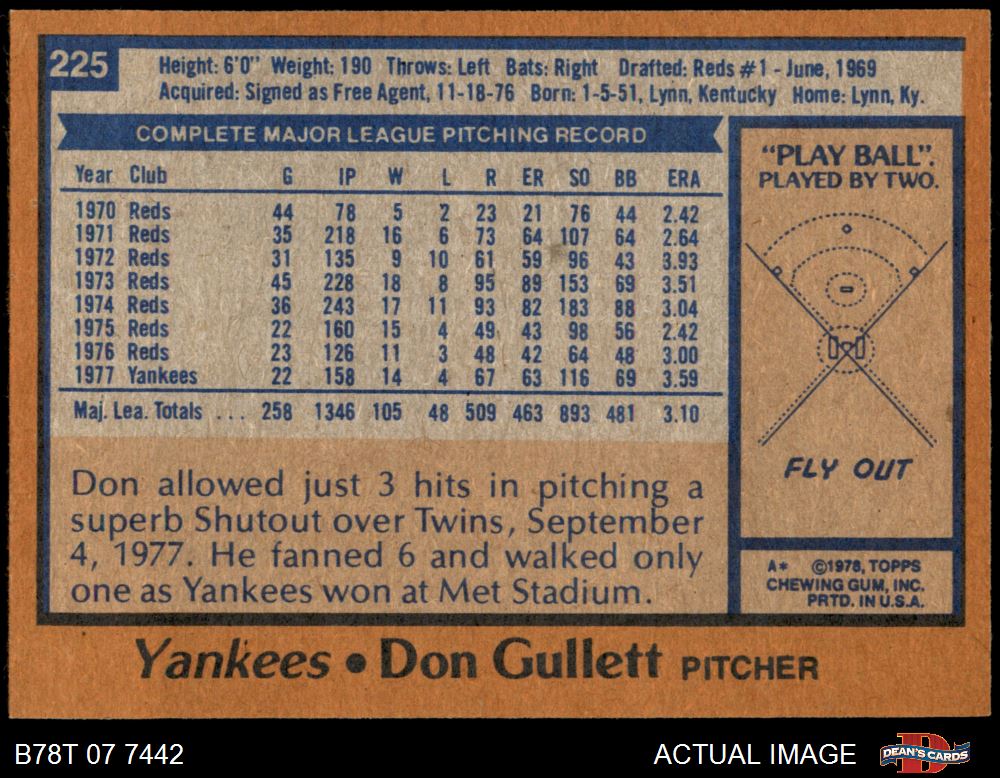 225
Height: 6'0" Weight: 190 Throws: Left Bats: Right Drafted: Reds #1 - June, 1969
Acquired: Signed as Free Agent, 11-18-76 Born: 1-5-51, Lynn, Kentucky Home: Lynn, Ky.
COMPLETE MAJOR LEAGUE PITCHING RECORD
Year Club G IP W L R ER SO BB ERA
1970 Reds 44 78 5 2 23 21 76 44 2.42
1971 Reds 35 218 16 6 73 64 107 64 2.64
1972 Reds 31 135 9 10 61 59 96 43 3.93
1973 Reds 45 228 18 8 95 89 153 69 3.51
1974 Reds 36 243 17 11 93 82 183 88 3.04
1975 Reds 22 160 15 4 49 43 98 56 2.42
1976 Reds 23 126 11 3 48 42 64 48 3.00
1977 Yankees 22 158 14 4 67 63 116 69 3.59
Maj. Lea. Totals ... 258 1346 105 48 509 463 893 481 3.10
Don allowed just 3 hits in pitching a
superb Shutout over Twins, September
4, 1977. He fanned 6 and walked only
one as Yankees won at Met Stadium.
"PLAY BALL".
PLAYED BY TWO.
FLY OUT
A* ©1978, TOPPS
CHEWING GUM, INC.
PRTD. IN U.S.A.
Yankees • Don Gullett PITCHER
B78T 07 7442
ACTUAL IMAGE
DEAN'S CARDS